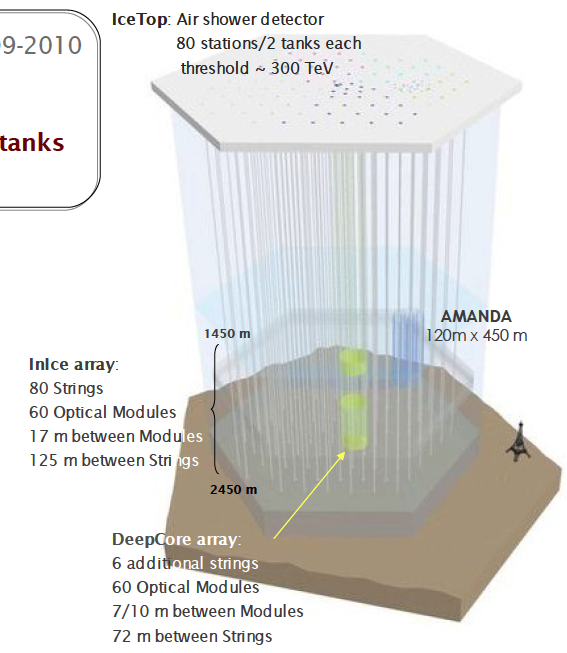 9-2010
tanks
IceTop: Air shower detector
80 stations/2 tanks each
threshold ~ 300 TeV
AMANDA
120m x 450 m
1450 m
InIce array:
80 Strings
60 Optical Modules
17 m between Modules
125 m between Strings
2450 m
DeepCore array:
6 additional strings
60 Optical Modules
7/10 m between Modules
72 m between Strings